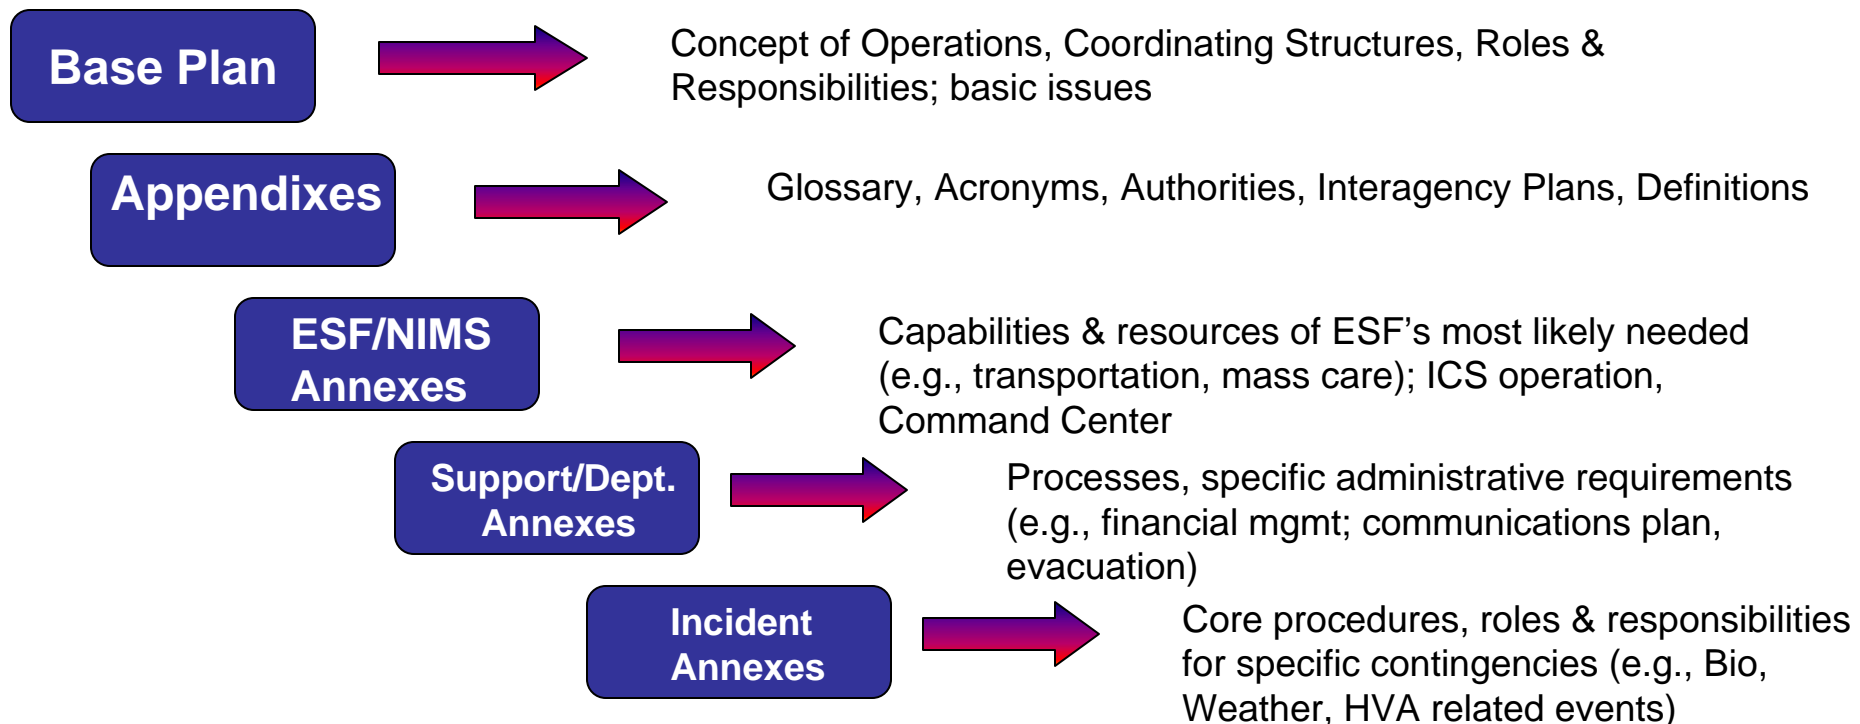 Base Plan
Concept of Operations, Coordinating Structures, Roles &
Responsibilities; basic issues
Appendixes
Glossary, Acronyms, Authorities, Interagency Plans, Definitions
ESF/NIMS
Annexes
Capabilities & resources of ESF’s most likely needed
(e.g., transportation, mass care); ICS operation,
Command Center
Support/Dept.
Annexes
Processes, specific administrative requirements
(e.g., financial mgmt; communications plan,
evacuation)
Incident
Annexes
Core procedures, roles & responsibilities
for specific contingencies (e.g., Bio,
Weather, HVA related events)